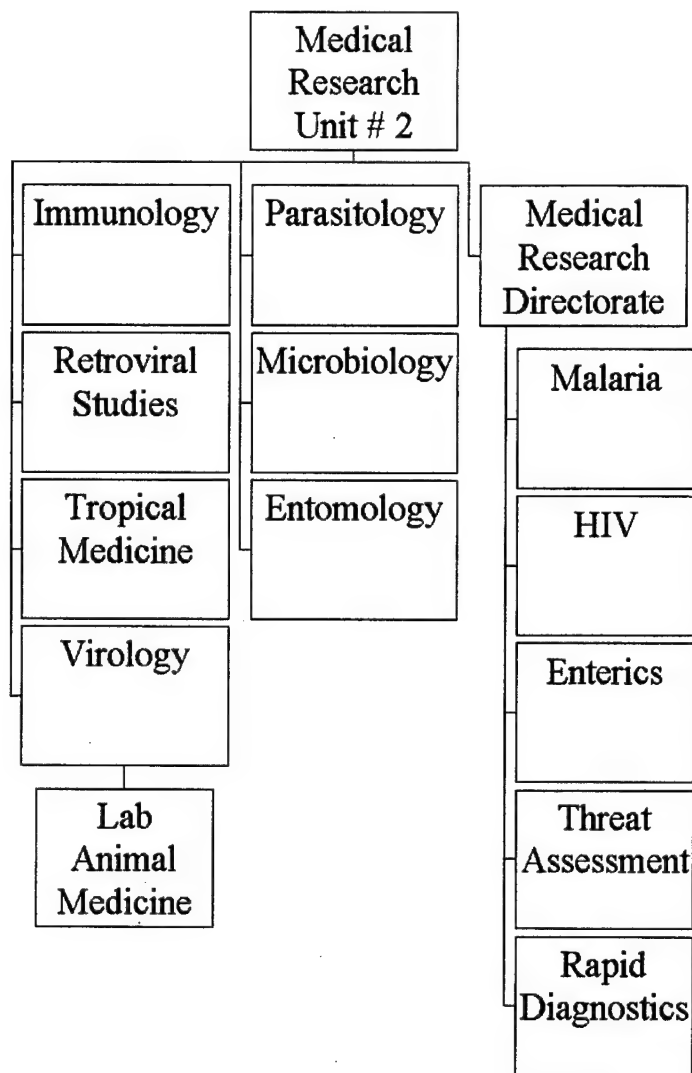 Medical
Research
Unit # 2
Immunology
Retroviral
Studies
Tropical
Medicine
Virology
Lab
Animal
Medicine
Parasitology
Microbiology
Entomology
Medical
Research
Directorate
Malaria
HIV
Enterics
Threat
Assessment
Rapid
Diagnostics